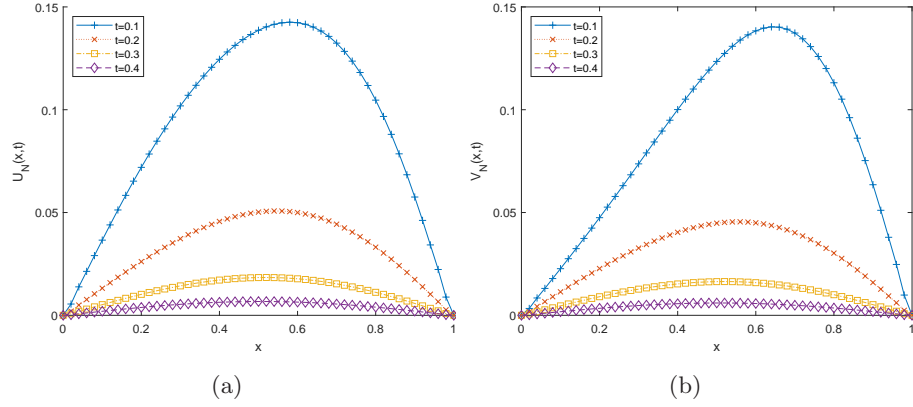 t=0.1
t=0.2
t=0.3
t=0.4
0.15
0.1
0.05
0
U_N(x,t)
0 0.2 0.4 0.6 0.8 1
x
(a)
t=0.1
t=0.2
t=0.3
t=0.4
0.15
0.1
0.05
0
V_N(x,t)
0 0.2 0.4 0.6 0.8 1
x
(b)